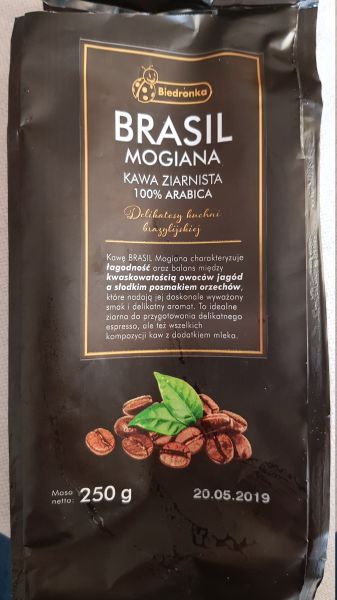 Biedronka
BRASIL
MOGIANA
KAWA ZIARNISTA
100% ARABICA
Delikatesy kuchni
brazylijskiej
Kawę BRASIL Mogiana charakteryzuje
łagodność oraz balans między
kwaskowatością owoców jagód
a słodkim posmakiem orzechów,
które nadają jej doskonale wyważony
smak i delikatny aromat. To idealne
ziarna do przygotowania delikatnego
espresso, ale też wszelkich
kompozycji kaw z dodatkiem mleka.
Masa
netto: 250 g
20.05.2019